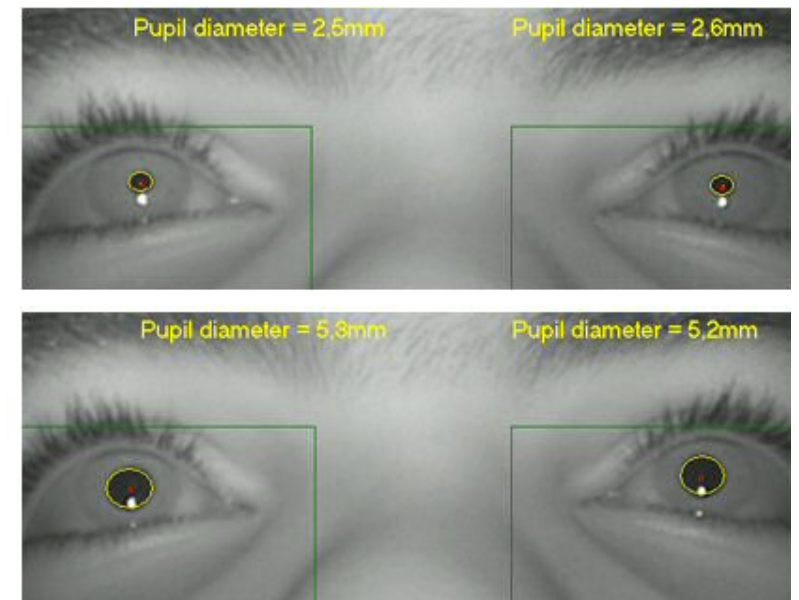 Pupil diameter = 2,5mm
Pupil diameter = 2,6mm
Pupil diameter = 5,3mm
Pupil diameter = 5,2mm